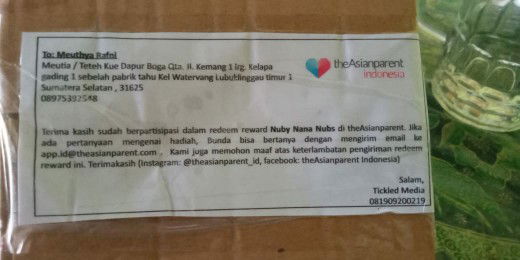 To: Meuthya Rafni
Meutia / Teteh Kue Dapur Boga Qta. Jl. Kemang 1 lrg. Kelapa
gading 1 sebelah pabrik tahu Kel Watervang Lubuklinggau timur 1
Sumatera Selatan , 31625
08975392548
theAsianparent
indonesia
Terima kasih sudah berpartisipasi dalam redeem reward Nuby Nana Nubs di theAsianparent. Jika
ada pertanyaan mengenai hadiah, Bunda bisa bertanya dengan mengirim email ke
app.id@theasianparent.com . Kami juga memohon maaf atas keterlambatan pengiriman redeem
reward ini. Terimakasih (Instagram: @theasianparent_id, facebook: theAsianparent Indonesia)
Salam,
Tickled Media
081909200219